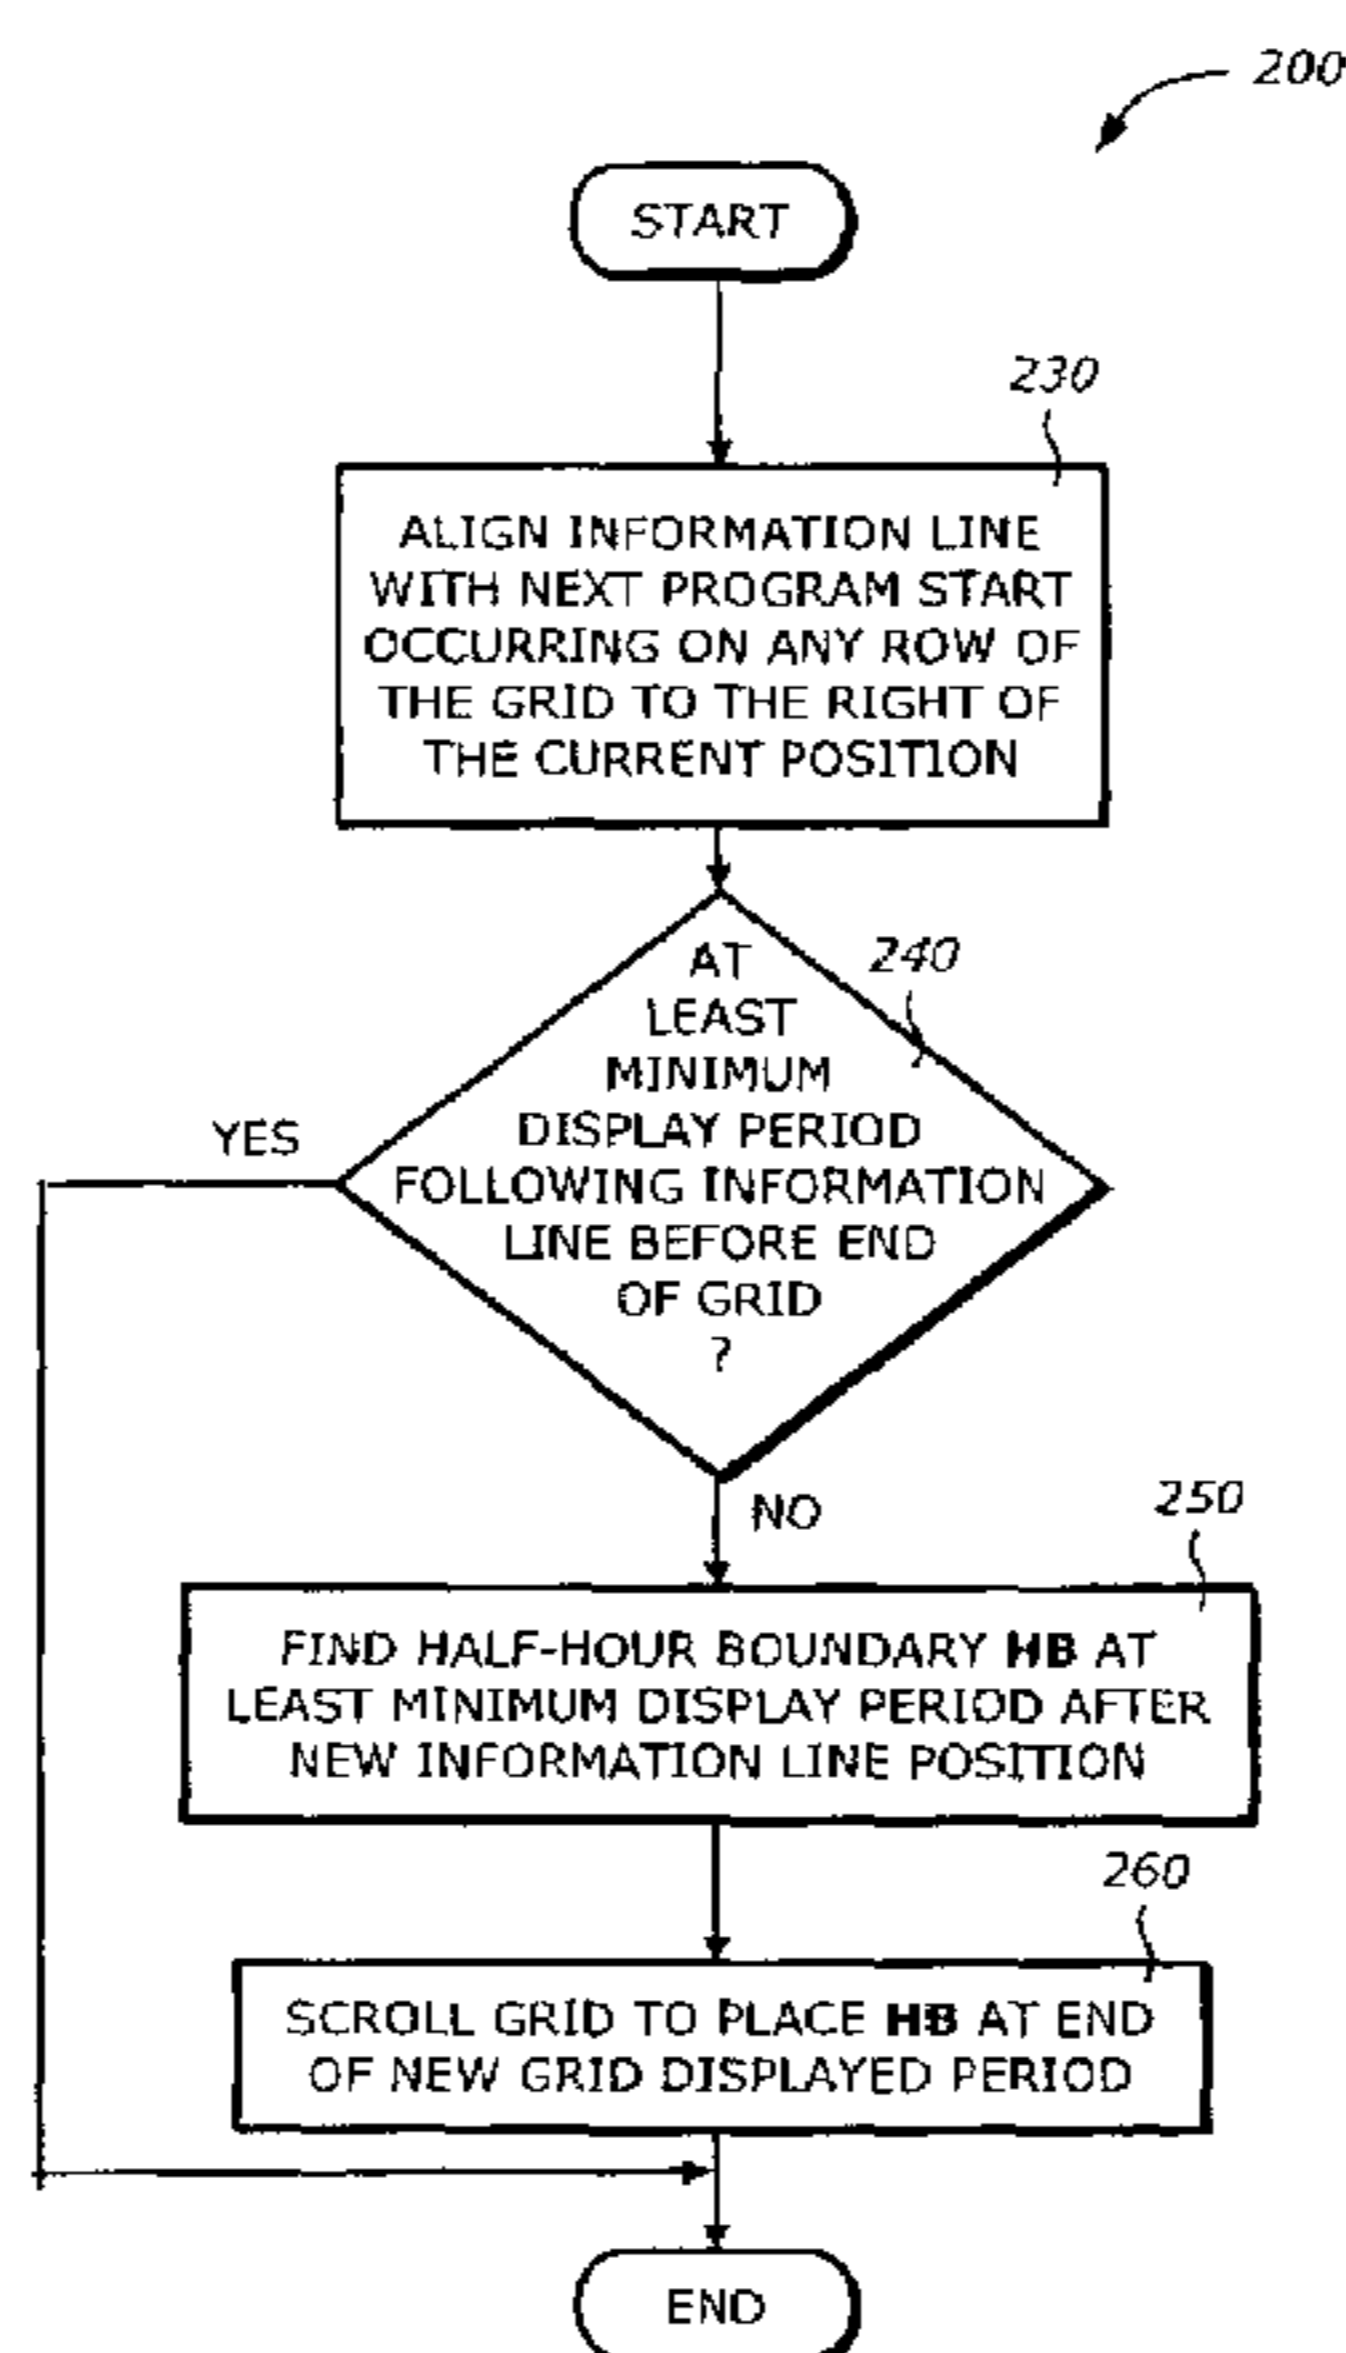 200
START
230
ALIGN INFORMATION LINE
WITH NEXT PROGRAM START
OCCURRING ON ANY ROW OF
THE GRID TO THE RIGHT OF
THE CURRENT POSITION
240
AT
LEAST
MINIMUM
DISPLAY PERIOD
FOLLOWING INFORMATION
LINE BEFORE END
OF GRID
?
YES
NO
250
FIND HALF-HOUR BOUNDARY HB AT
LEAST MINIMUM DISPLAY PERIOD AFTER
NEW INFORMATION LINE POSITION
260
SCROLL GRID TO PLACE HB AT END
OF NEW GRID DISPLAYED PERIOD
END